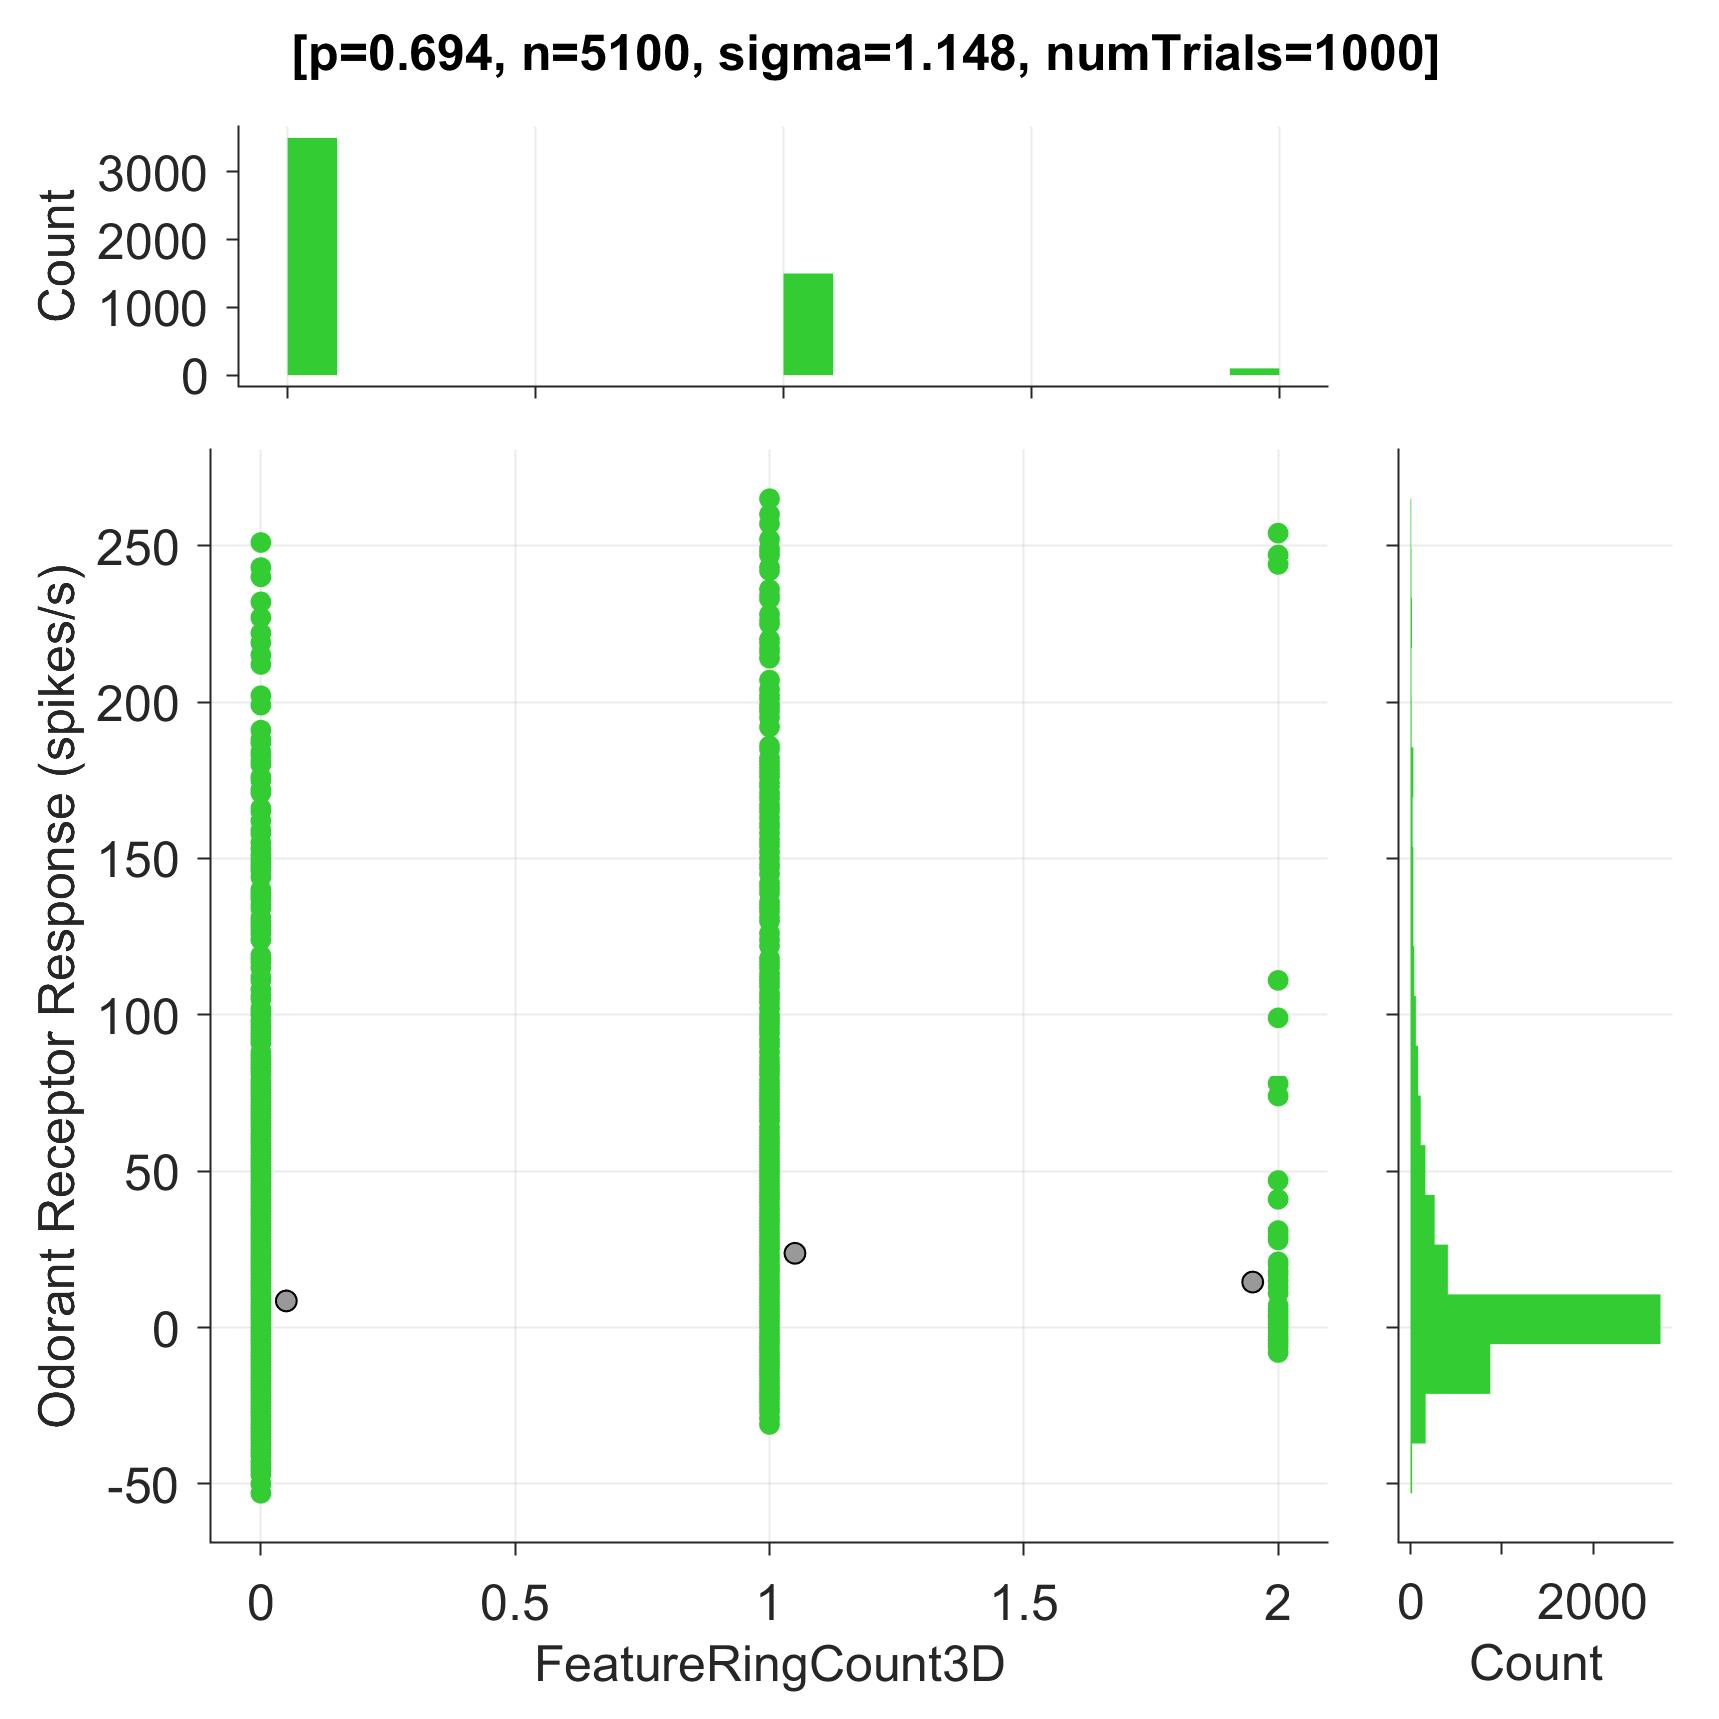 [p=0.694, n=5100, sigma=1.148, numTrials=1000]
Count
3000
2000
1000
0
Odorant Receptor Response (spikes/s)
250
200
150
100
50
0
-50
0 0.5 1 1.5 2
FeatureRingCount3D
0 2000
Count